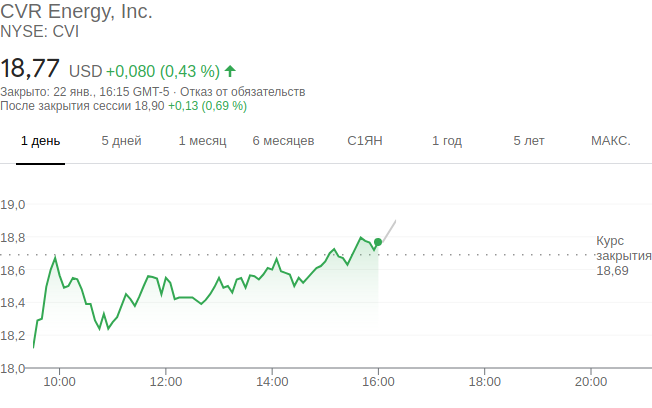 CVR Energy, Inc.
NYSE: CVI
18,77 USD +0,080 (0,43 %)
Закрыто: 22 янв., 16:15 GMT-5 · Отказ от обязательств
После закрытия сессии 18,90 +0,13 (0,69 %)
1 день 5 дней 1 месяц 6 месяцев С1ЯН 1 год 5 лет МАКС.
19,0
18,8
18,6
18,4
18,2
18,0
Курс
закрытия
18,69
10:00 12:00 14:00 16:00 18:00 20:00